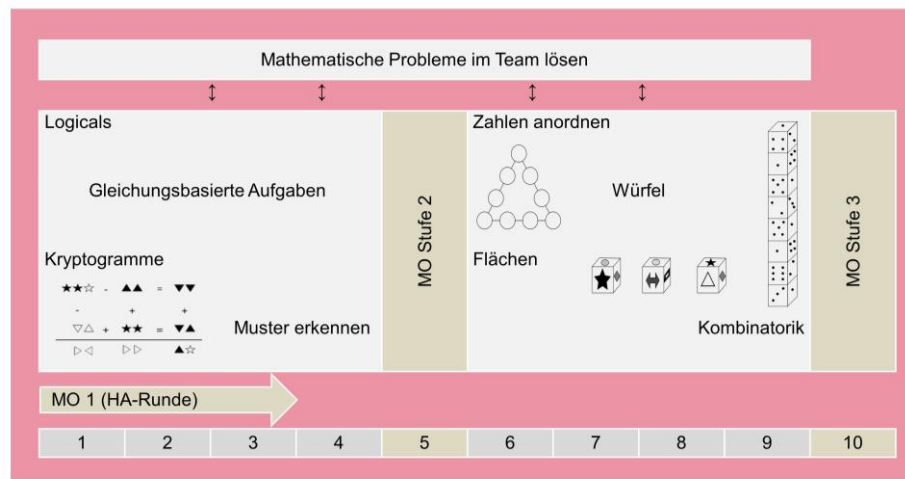 Mathematische Probleme im Team lösen
↕ ↕ ↕ ↕
Logicals
Gleichungsbasierte Aufgaben
Kryptogramme
★★☆ - ▲▲ = ▼▼
- + +
▽△ + ★★ = ▼▲
▷◁ ▷▷ ▲☆
Muster erkennen
MO Stufe 2
Zahlen anordnen
Würfel
Flächen
Kombinatorik
MO Stufe 3
MO 1 (HA-Runde)
1 2 3 4 5 6 7 8 9 10